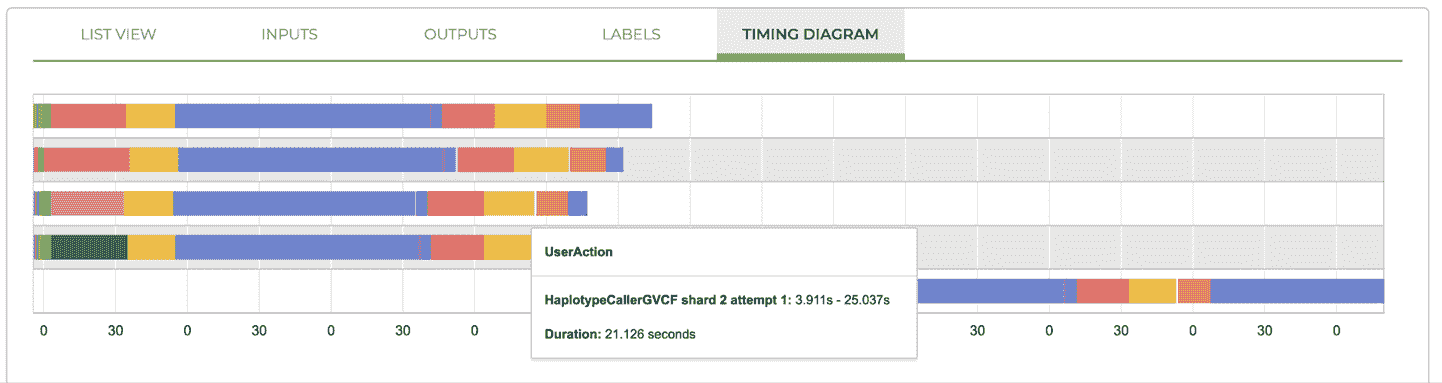 LIST VIEW INPUTS OUTPUTS LABELS TIMING DIAGRAM
UserAction
HaplotypeCallerGVCF shard 2 attempt 1: 3.911s - 25.037s
Duration: 21.126 seconds
0 30 0 30 0 30 0 30 0 30 0 30 0